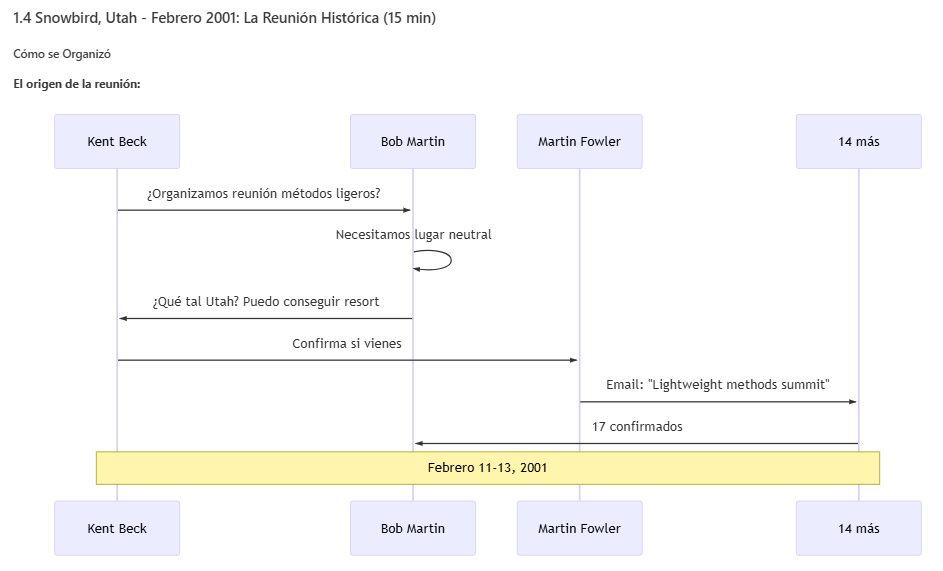 1.4 Snowbird, Utah - Febrero 2001: La Reunión Histórica (15 min)
Cómo se Organizó
El origen de la reunión:
Kent Beck
Bob Martin
Martin Fowler
14 más
¿Organizamos reunión métodos ligeros?
Necesitamos lugar neutral
¿Qué tal Utah? Puedo conseguir resort
Confirma si vienes
Email: "Lightweight methods summit"
17 confirmados
Febrero 11-13, 2001
Kent Beck
Bob Martin
Martin Fowler
14 más